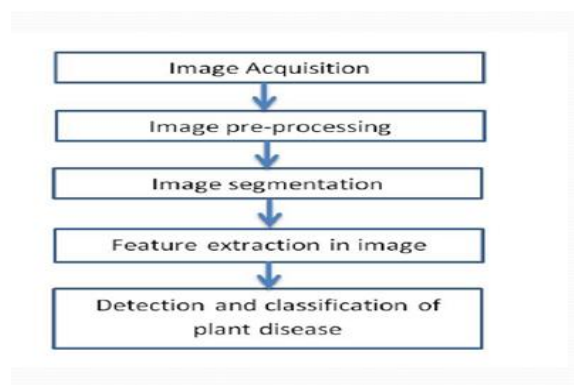 Image Acquisition
Image pre-processing
Image segmentation
Feature extraction in image
Detection and classification of
plant disease